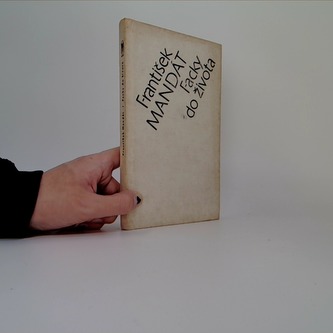 František
MANDAT
Facky
do života